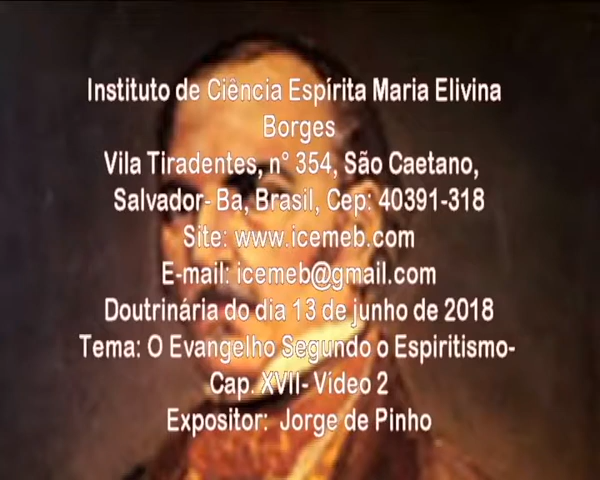 Instituto de Ciência Espírita Maria Elivina
Borges
Vila Tiradentes, n° 354, São Caetano,
Salvador- Ba, Brasil, Cep: 40391-318
Site: www.icemeb.com
E-mail: icemeb@gmail.com
Doutrinária do dia 13 de junho de 2018
Tema: O Evangelho Segundo o Espiritismo-
Cap. XVII- Vídeo 2
Expositor: Jorge de Pinho